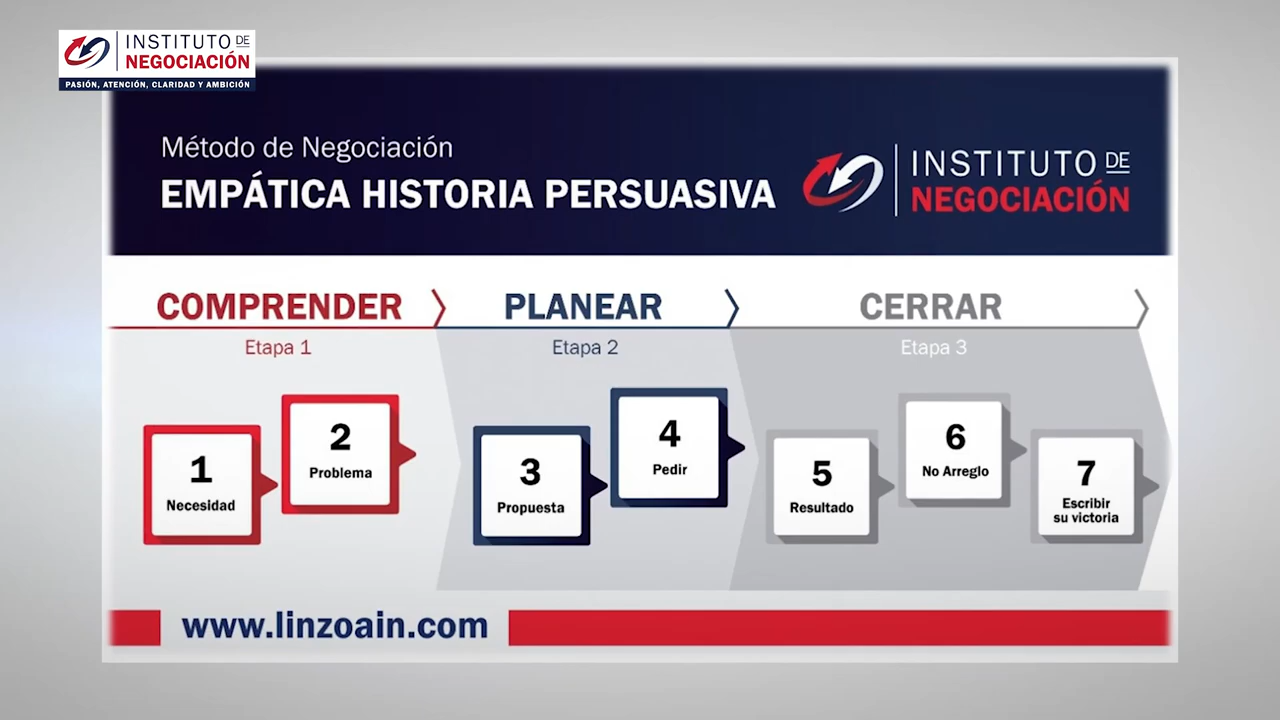 INSTITUTO DE
NEGOCIACIÓN
PASIÓN, ATENCIÓN, CLARIDAD Y AMBICIÓN
Método de Negociación
EMPÁTICA HISTORIA PERSUASIVA
INSTITUTO DE
NEGOCIACIÓN
COMPRENDER
PLANEAR
CERRAR
Etapa 1
Etapa 2
Etapa 3
1
Necesidad
2
Problema
3
Propuesta
4
Pedir
5
Resultado
6
No Arreglo
7
Escribir
su victoria
www.linzoain.com